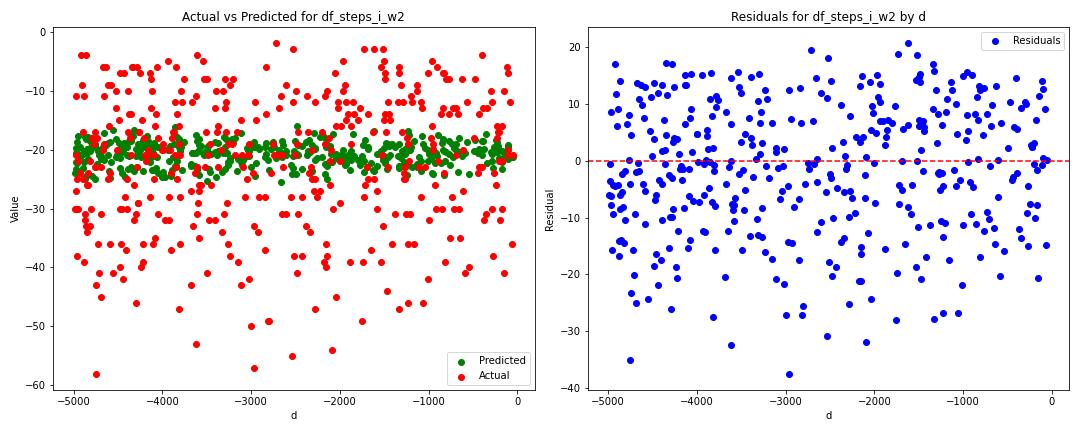 Actual vs Predicted for df_steps_i_w2
0
−10
−20
−30
−40
−50
−60
Value
−5000 −4000 −3000 −2000 −1000 0
d
Predicted
Actual
Residuals for df_steps_i_w2 by d
20
10
0
−10
−20
−30
−40
Residual
−5000 −4000 −3000 −2000 −1000 0
d
Residuals